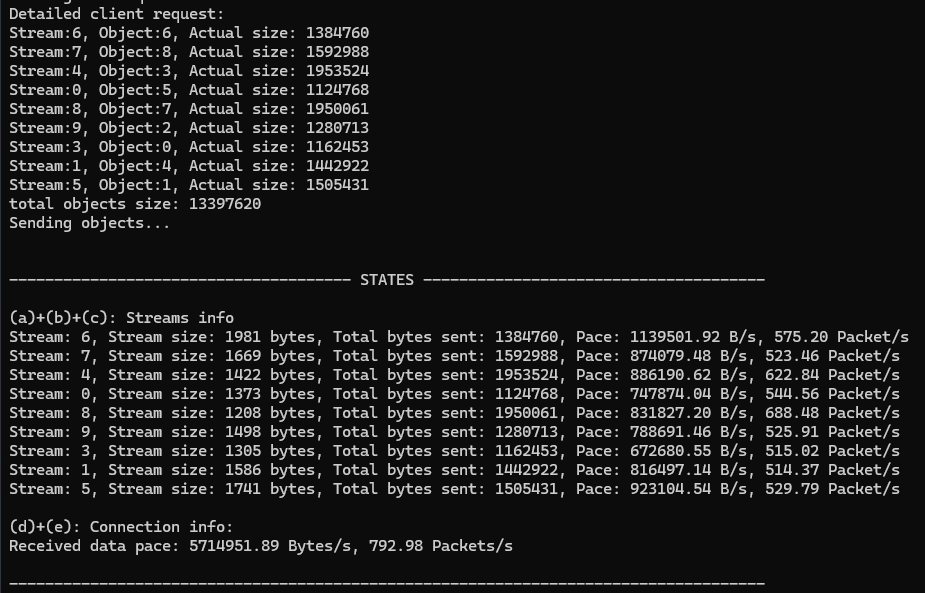 Detailed client request:
Stream:6, Object:6, Actual size: 1384760
Stream:7, Object:8, Actual size: 1592988
Stream:4, Object:3, Actual size: 1953524
Stream:0, Object:5, Actual size: 1124768
Stream:8, Object:7, Actual size: 1950061
Stream:9, Object:2, Actual size: 1280713
Stream:3, Object:0, Actual size: 1162453
Stream:1, Object:4, Actual size: 1442922
Stream:5, Object:1, Actual size: 1505431
total objects size: 13397620
Sending objects...
-------------------------------------- STATES --------------------------------------
(a)+(b)+(c): Streams info
Stream: 6, Stream size: 1981 bytes, Total bytes sent: 1384760, Pace: 1139501.92 B/s, 575.20 Packet/s
Stream: 7, Stream size: 1669 bytes, Total bytes sent: 1592988, Pace: 874079.48 B/s, 523.46 Packet/s
Stream: 4, Stream size: 1422 bytes, Total bytes sent: 1953524, Pace: 886190.62 B/s, 622.84 Packet/s
Stream: 0, Stream size: 1373 bytes, Total bytes sent: 1124768, Pace: 747874.04 B/s, 544.56 Packet/s
Stream: 8, Stream size: 1208 bytes, Total bytes sent: 1950061, Pace: 831827.20 B/s, 688.48 Packet/s
Stream: 9, Stream size: 1498 bytes, Total bytes sent: 1280713, Pace: 788691.46 B/s, 525.91 Packet/s
Stream: 3, Stream size: 1305 bytes, Total bytes sent: 1162453, Pace: 672680.55 B/s, 515.02 Packet/s
Stream: 1, Stream size: 1586 bytes, Total bytes sent: 1442922, Pace: 816497.14 B/s, 514.37 Packet/s
Stream: 5, Stream size: 1741 bytes, Total bytes sent: 1505431, Pace: 923104.54 B/s, 529.79 Packet/s
(d)+(e): Connection info:
Received data pace: 5714951.89 Bytes/s, 792.98 Packets/s
------------------------------------------------------------------------------------